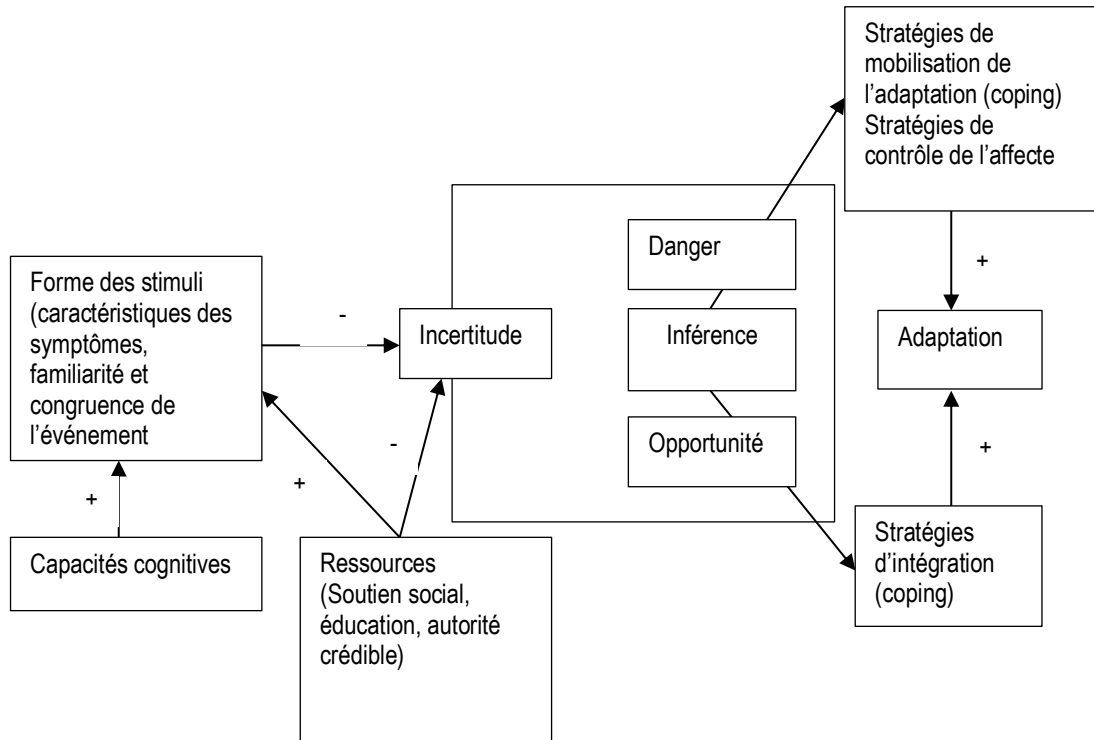 Stratégies de
mobilisation de
l'adaptation (coping)
Stratégies de
contrôle de l'affecte
Danger
+
Forme des stimuli
(caractéristiques des
symptômes,
familiarité et
congruence de
l'événement
-
Incertitude
Inférence
Adaptation
-
Opportunité
+
+
+
Capacités cognitives
Ressources
(Soutien social,
éducation, autorité
crédible)
Stratégies
d'intégration
(coping)